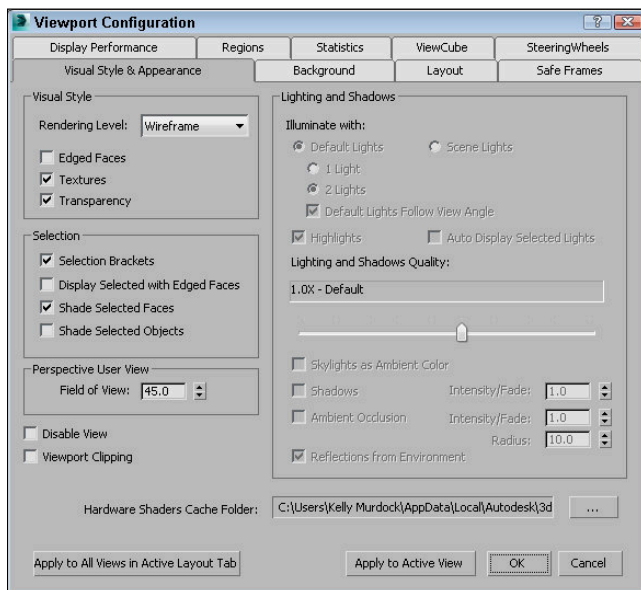 Viewport Configuration
Display Performance
Regions
Statistics
ViewCube
SteeringWheels
Visual Style & Appearance
Background
Layout
Safe Frames
Visual Style
Rendering Level: Wireframe
Edged Faces
Textures
Transparency
Selection
Selection Brackets
Display Selected with Edged Faces
Shade Selected Faces
Shade Selected Objects
Perspective User View
Field of View: 45.0
Disable View
Viewport Clipping
Lighting and Shadows
Illuminate with:
Default Lights
Scene Lights
1 Light
2 Lights
Default Lights Follow View Angle
Highlights
Auto Display Selected Lights
Lighting and Shadows Quality:
1.0X - Default
Skylights as Ambient Color
Shadows
Intensity/Fade: 1.0
Ambient Occlusion
Intensity/Fade: 1.0
Radius: 10.0
Reflections from Environment
Hardware Shaders Cache Folder: C:\Users\Kelly Murdock\AppData\Local\Autodesk\3d
...
Apply to All Views in Active Layout Tab
Apply to Active View
OK
Cancel